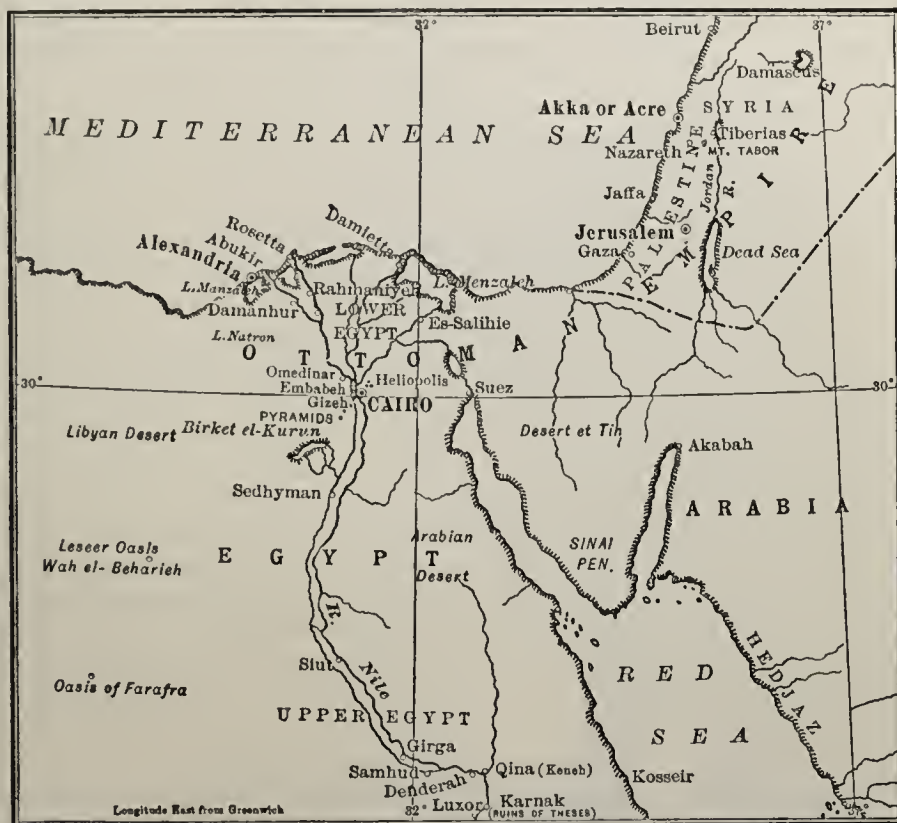 32°
37°
Beirut
Damascus
Akka or Acre
SYRIA
MEDITERRANEAN SEA
Tiberias
Nazareth
MT. TABOR
PALESTINE
Jordan R.
Jaffa
Jerusalem
Gaza
Dead Sea
Rosetta
Damietta
Abukir
Alexandria
L. Menzaleh
Rahmaniyeh
LOWER
EGYPT
Damanhur
Es-Salihie
L. Natron
OTTOMAN EMPIRE
Omedinar
Heliopolis
Embabeh
30°
30°
Gizeh
CAIRO
Suez
PYRAMIDS
Libyan Desert
Birket el-Kurun
Desert et Tih
Akabah
Sedhyman
ARABIA
Lesser Oasis
Wah el-Beharieh
EGYPT
Arabian
Desert
SINAI
PEN.
R. Nile
Siut
Oasis of Farafra
RED
SEA
HEDJAZ
UPPER EGYPT
Girga
Samhud
Denderah
Qina (Keneh)
Kosseir
Luxor
Karnak
(RUINS OF THEBES)
32°
Longitude East from Greenwich